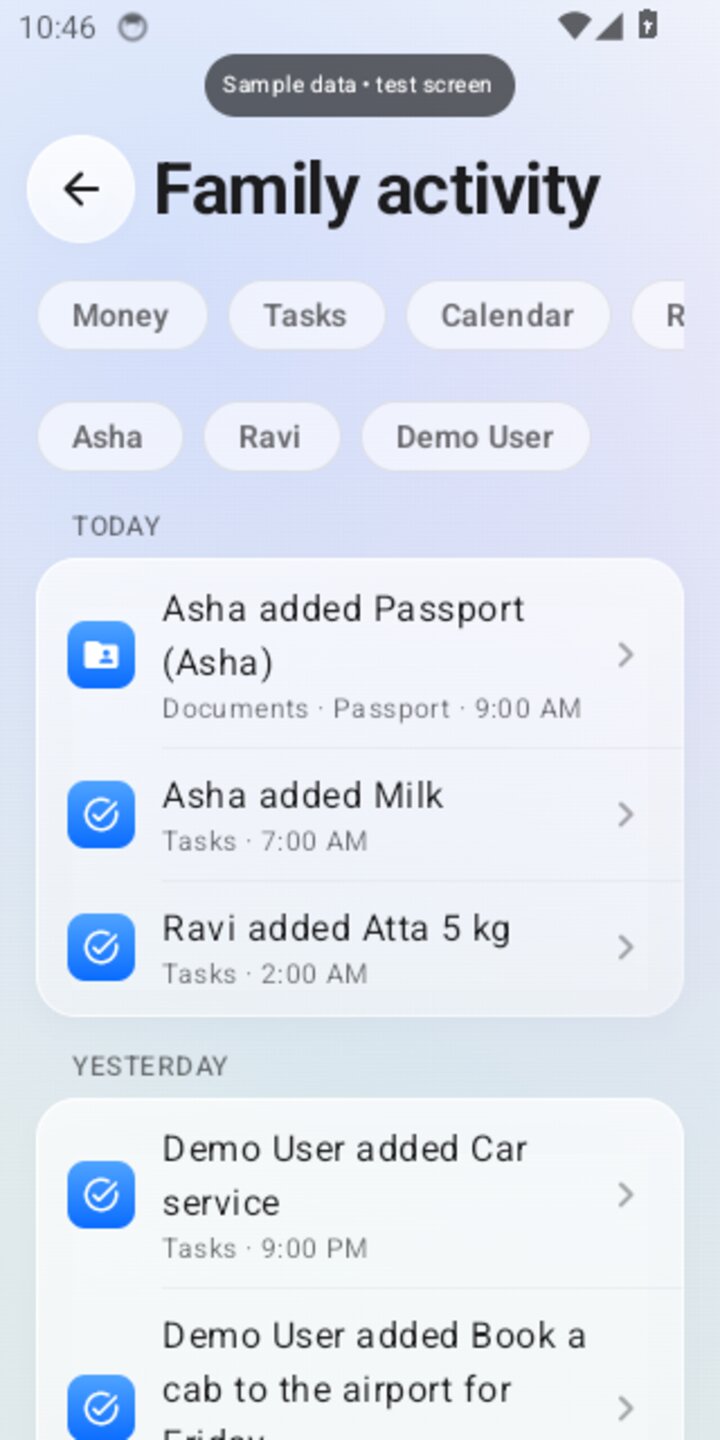 10:46
Sample data • test screen
Family activity
Money
Tasks
Calendar
R
Asha
Ravi
Demo User
TODAY
Asha added Passport
(Asha)
Documents · Passport · 9:00 AM
Asha added Milk
Tasks · 7:00 AM
Ravi added Atta 5 kg
Tasks · 2:00 AM
YESTERDAY
Demo User added Car
service
Tasks · 9:00 PM
Demo User added Book a
cab to the airport for
Friday